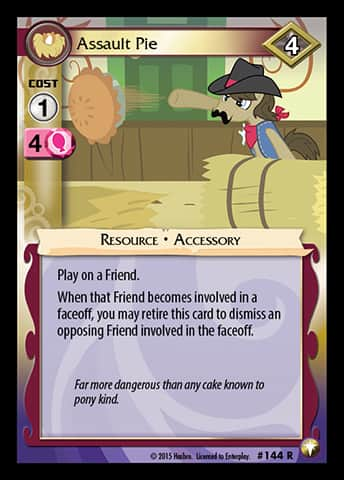 Assault Pie
4
COST
1
4
RESOURCE • ACCESSORY
Play on a Friend.
When that Friend becomes involved in a
faceoff, you may retire this card to dismiss an
opposing Friend involved in the faceoff.
Far more dangerous than any cake known to
pony kind.
© 2015 Hasbro. Licensed to Enterplay. #144 R